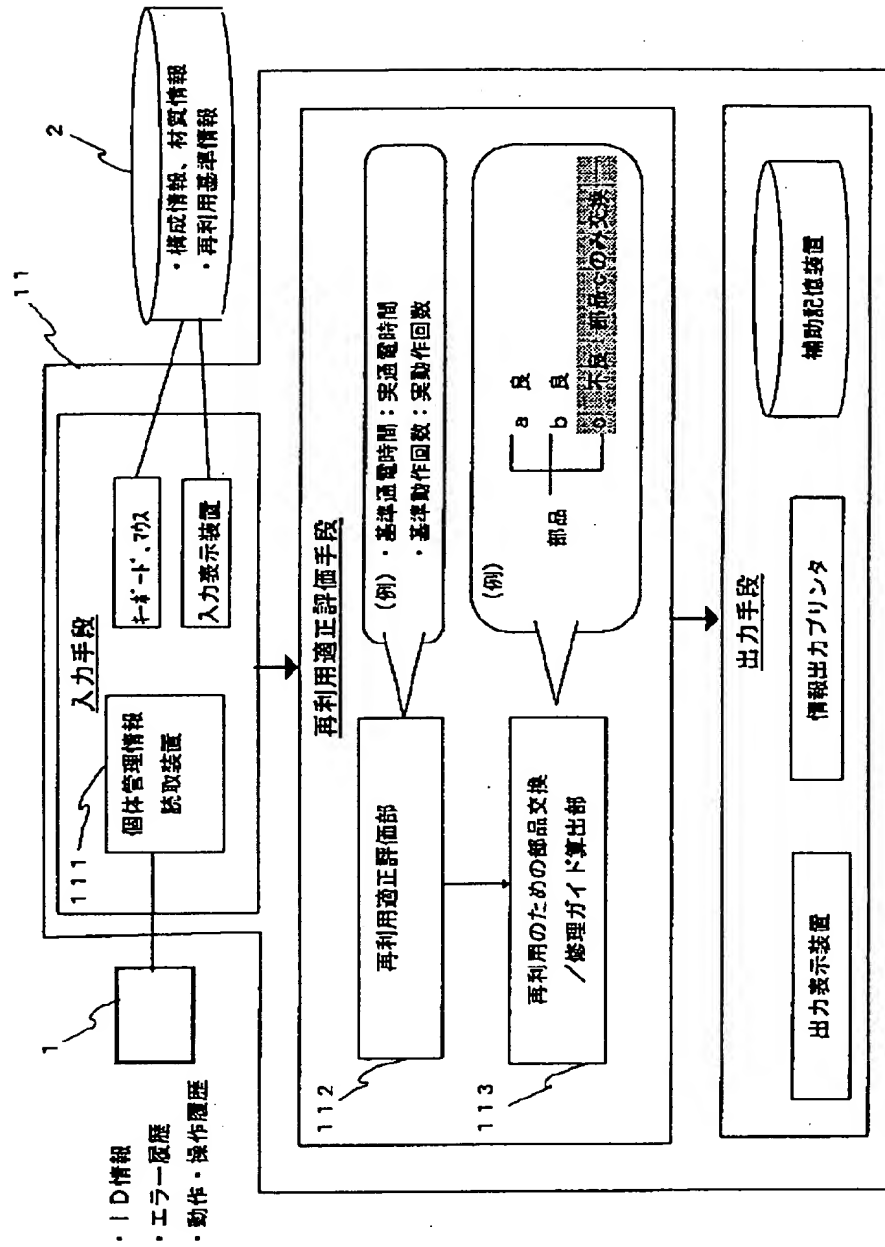 ・ID情報
・エラー履歴
・動作・操作履歴
1
11
2
・構成情報、材質情報
・再利用基準情報
入力手段
111
個体管理情報
読取装置
キーボード、マウス
入力表示装置
再利用適正評価手段
112
再利用適正評価部
(例)・基準通電時間:実通電時間
・基準動作回数:実動作回数
113
再利用のための部品交換
/修理ガイド算出部
(例)
部品
a 良
b 良
c 不良 部品cのみ交換
出力手段
出力表示装置
情報出力プリンタ
補助記憶装置